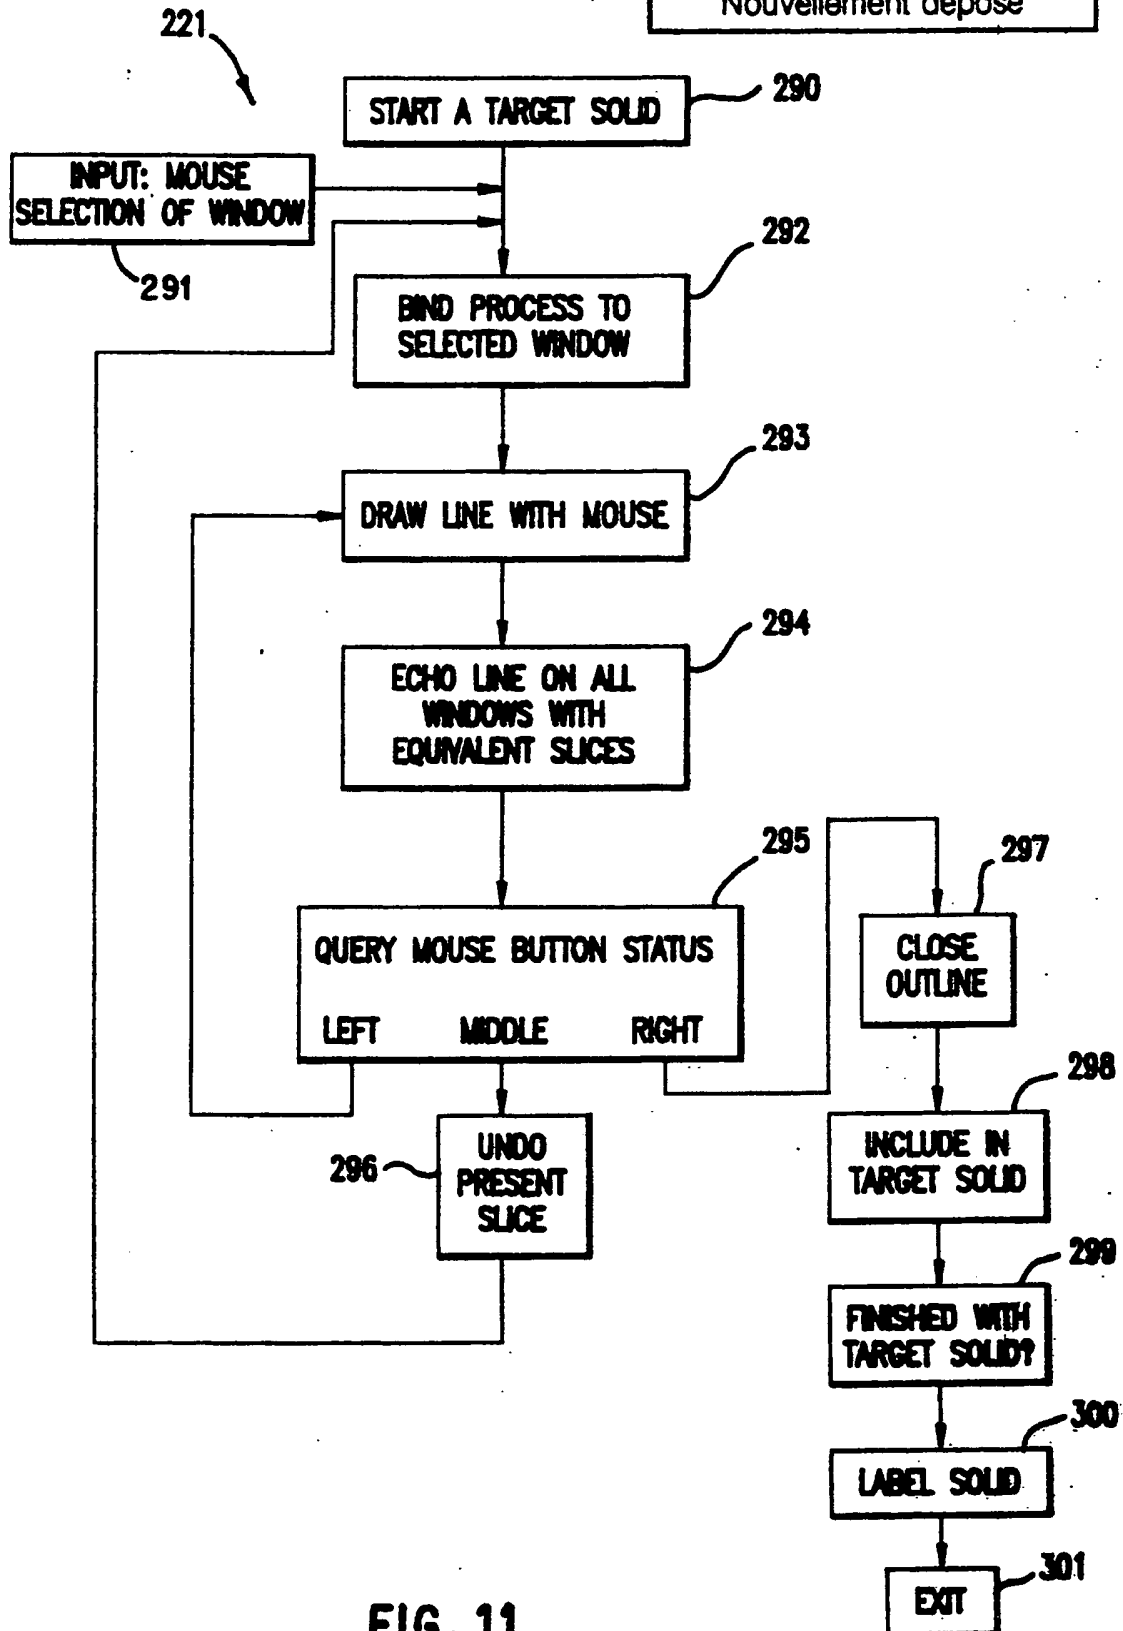 Nouvellement déposé
221
START A TARGET SOLID
290
INPUT: MOUSE
SELECTION OF WINDOW
291
292
BIND PROCESS TO
SELECTED WINDOW
293
DRAW LINE WITH MOUSE
294
ECHO LINE ON ALL
WINDOWS WITH
EQUIVALENT SLICES
295
QUERY MOUSE BUTTON STATUS
LEFT MIDDLE RIGHT
296
UNDO
PRESENT
SLICE
297
CLOSE
OUTLINE
298
INCLUDE IN
TARGET SOLID
299
FINISHED WITH
TARGET SOLID?
300
LABEL SOLID
301
EXIT
FIG. 11